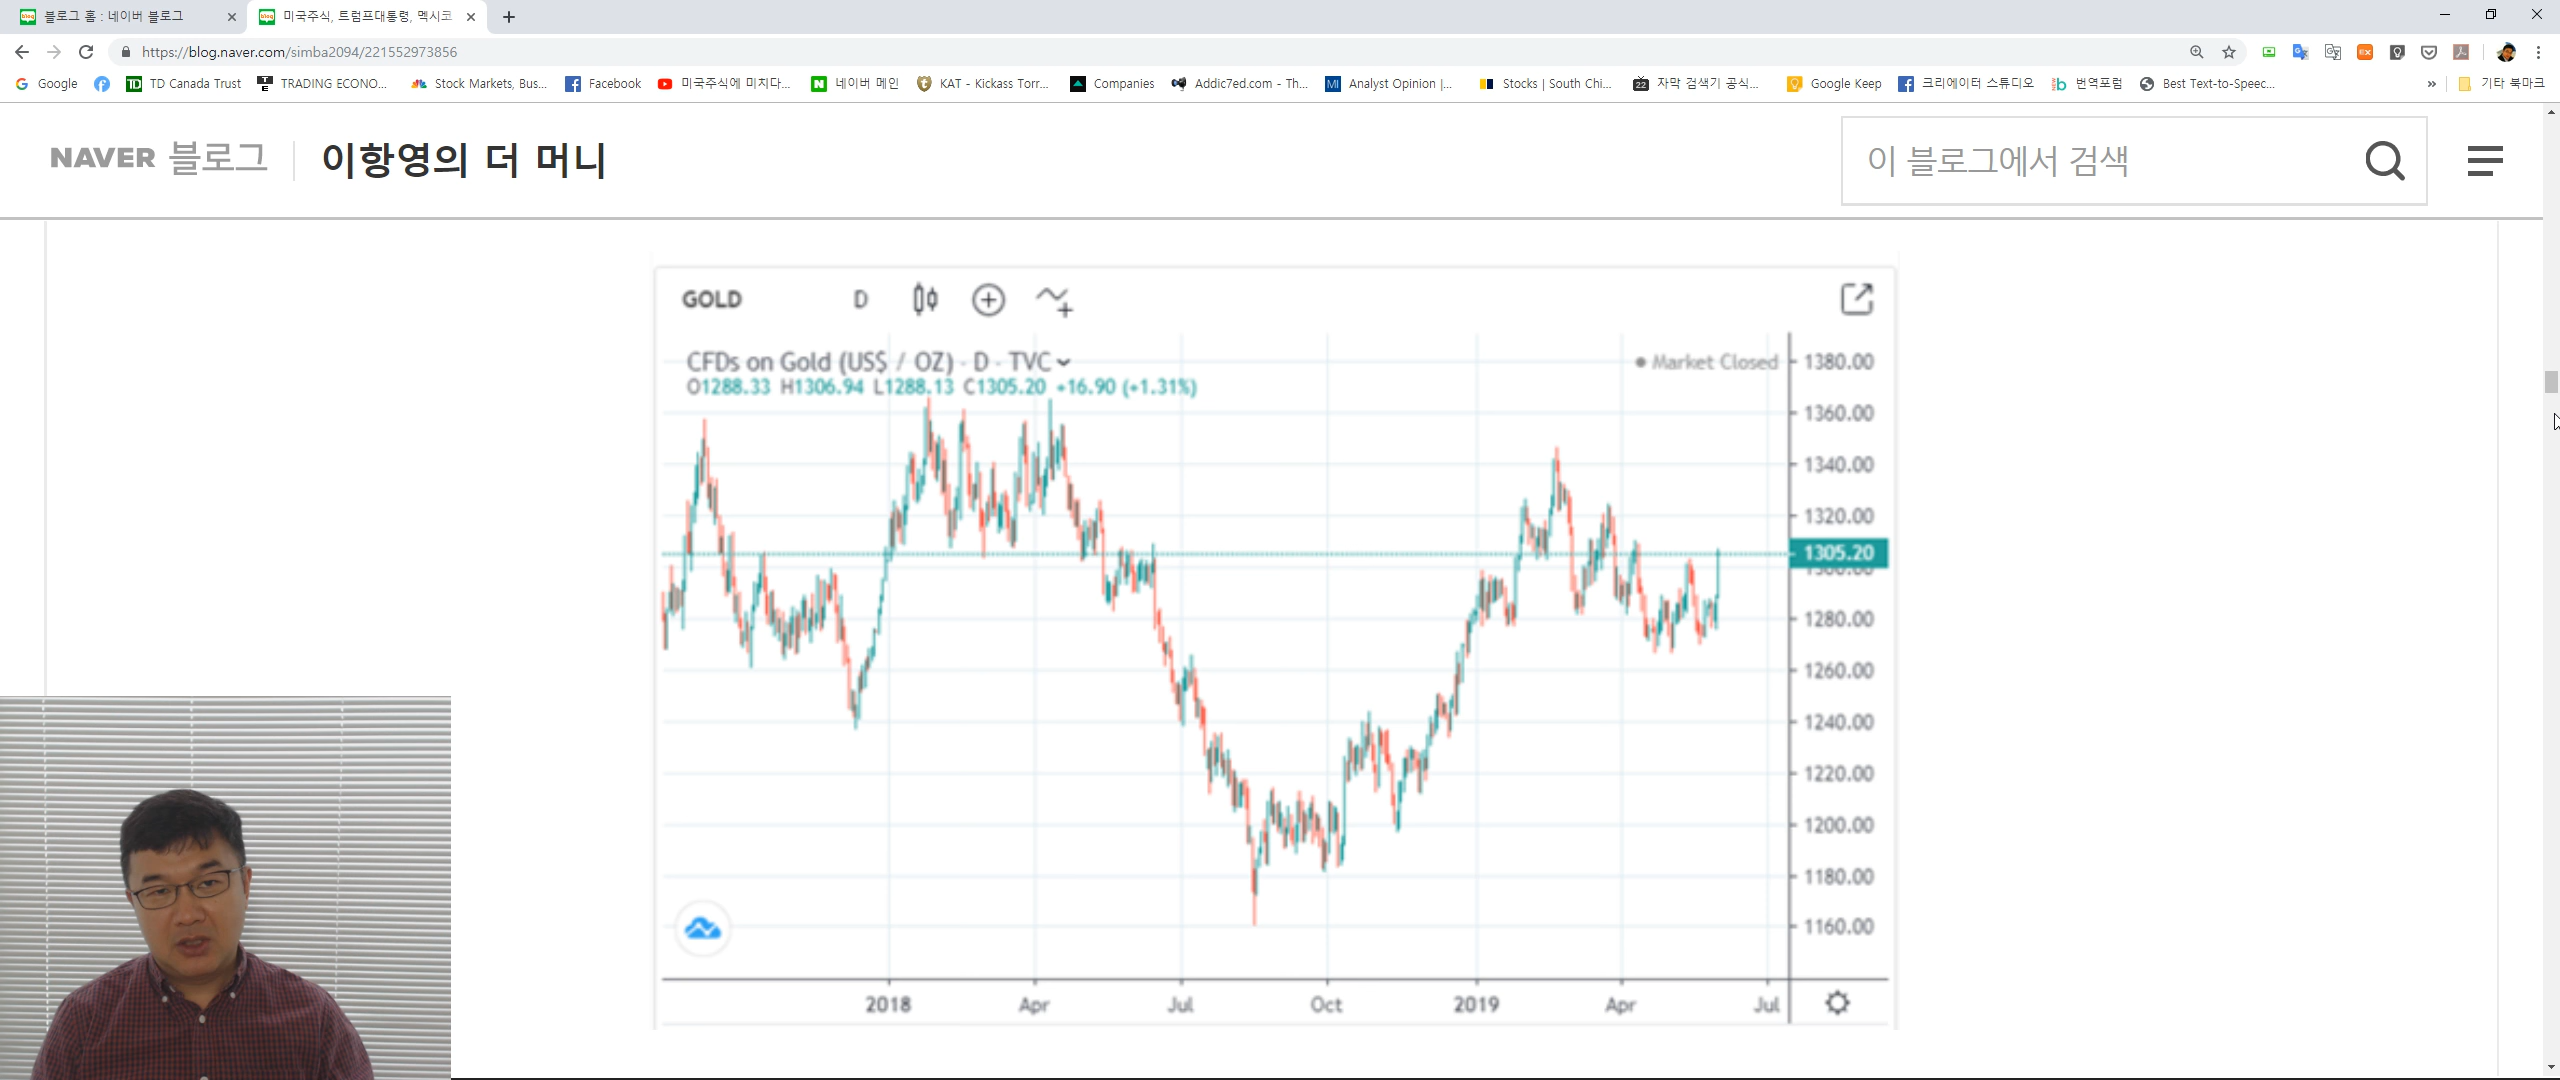 블로그 홈 : 네이버 블로그
미국주식, 트럼프대통령, 멕시코
https://blog.naver.com/simba2094/221552973856
Google TD Canada Trust TRADING ECONO... Stock Markets, Bus... Facebook 미국주식에 미치다... 네이버 메인 KAT - Kickass Torr... Companies Addic7ed.com - Th... Analyst Opinion |... Stocks | South Chi... 자막 검색기 공식... Google Keep 크리에이터 스튜디오 번역포럼 Best Text-to-Speec... » 기타 북마크
NAVER 블로그 이항영의 더 머니
이 블로그에서 검색
GOLD D
CFDs on Gold (US$ / OZ) · D · TVC
Market Closed
O1288.33 H1306.94 L1288.13 C1305.20 +16.90 (+1.31%)
1380.00
1360.00
1340.00
1320.00
1305.20
1300.00
1280.00
1260.00
1240.00
1220.00
1200.00
1180.00
1160.00
2018 Apr Jul Oct 2019 Apr Jul